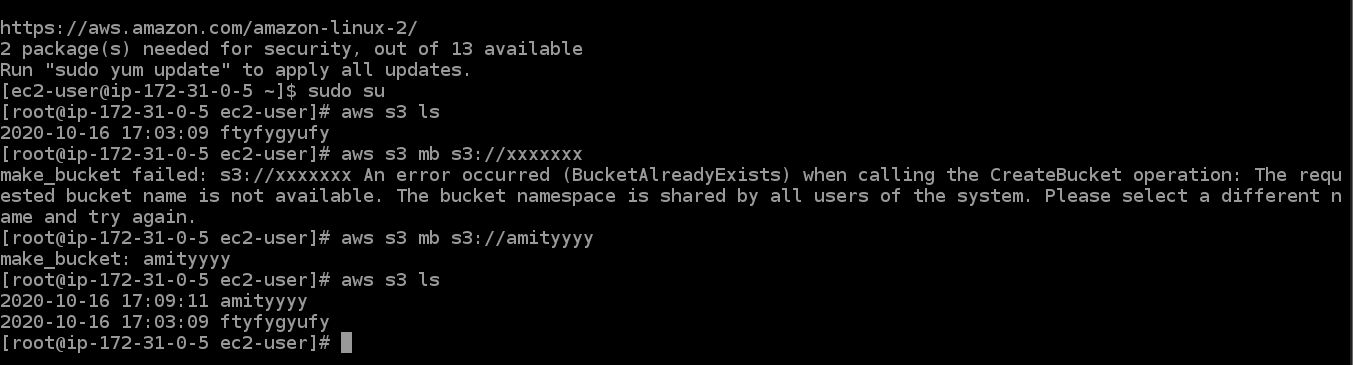 https://aws.amazon.com/amazon-linux-2/
2 package(s) needed for security, out of 13 available
Run "sudo yum update" to apply all updates.
[ec2-user@ip-172-31-0-5 ~]$ sudo su
[root@ip-172-31-0-5 ec2-user]# aws s3 ls
2020-10-16 17:03:09 ftyfygyufy
[root@ip-172-31-0-5 ec2-user]# aws s3 mb s3://xxxxxxx
make_bucket failed: s3://xxxxxxx An error occurred (BucketAlreadyExists) when calling the CreateBucket operation: The requ
ested bucket name is not available. The bucket namespace is shared by all users of the system. Please select a different n
ame and try again.
[root@ip-172-31-0-5 ec2-user]# aws s3 mb s3://amityyyy
make_bucket: amityyyy
[root@ip-172-31-0-5 ec2-user]# aws s3 ls
2020-10-16 17:09:11 amityyyy
2020-10-16 17:03:09 ftyfygyufy
[root@ip-172-31-0-5 ec2-user]#